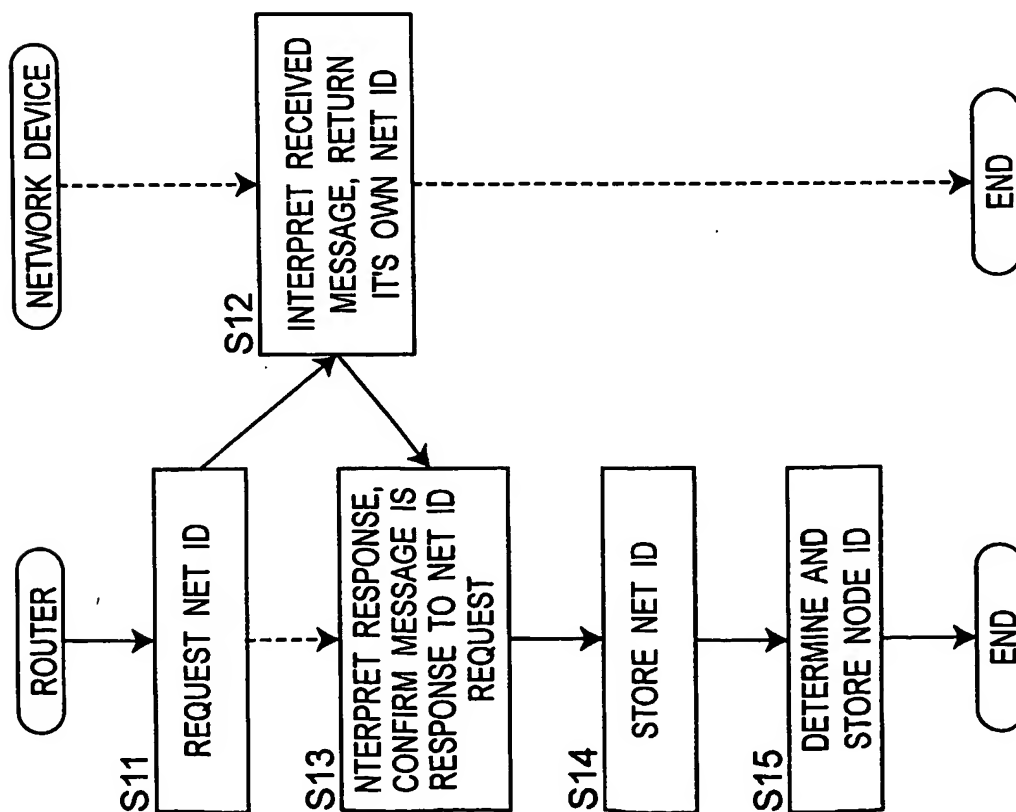 ROUTER
NETWORK DEVICE
S11
REQUEST NET ID
S12
INTERPRET RECEIVED
MESSAGE, RETURN
IT'S OWN NET ID
S13
NTERPRET RESPONSE,
CONFIRM MESSAGE IS
RESPONSE TO NET ID
REQUEST
S14
STORE NET ID
S15
DETERMINE AND
STORE NODE ID
END
END